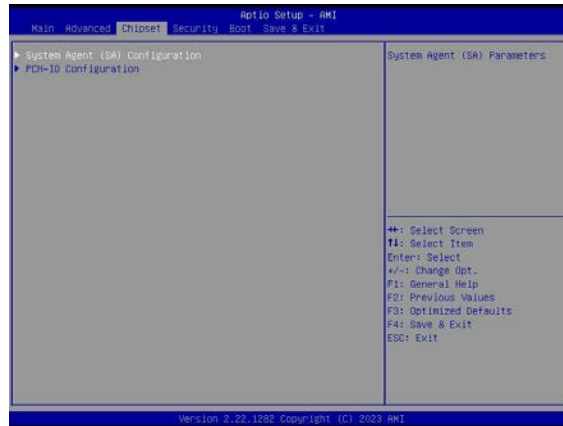 Aptio Setup - AMI
Main Advanced Chipset Security Boot Save & Exit
System Agent (SA) Configuration
PCH-IO Configuration
System Agent (SA) Parameters
→←: Select Screen
↑↓: Select Item
Enter: Select
+/-: Change Opt.
F1: General Help
F2: Previous Values
F3: Optimized Defaults
F4: Save & Exit
ESC: Exit
Version 2.22.1282 Copyright (C) 2023 AMI